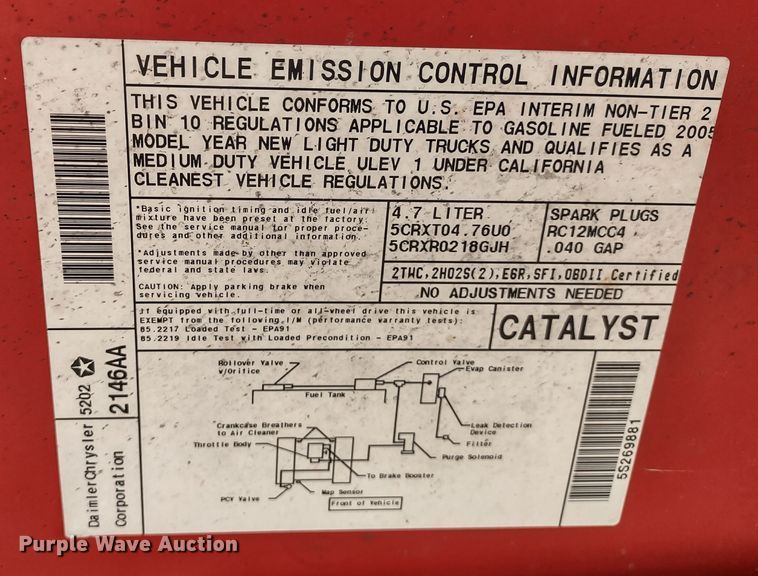 VEHICLE EMISSION CONTROL INFORMATION
THIS VEHICLE CONFORMS TO U.S. EPA INTERIM NON-TIER 2
BIN 10 REGULATIONS APPLICABLE TO GASOLINE FUELED 2005
MODEL YEAR NEW LIGHT DUTY TRUCKS AND QUALIFIES AS A
MEDIUM DUTY VEHICLE ULEV 1 UNDER CALIFORNIA
CLEANEST VEHICLE REGULATIONS.
*Basic ignition timing and idle fuel/air
mixture have been preset at the factory.
See the service manual for proper proce-
dures and other additional information.
*Adjustments made by other than approved
service manual procedures may violate
federal and state laws.
CAUTION: Apply parking brake when
servicing vehicle.
4.7 LITER
5CRXT04.76U0
5CRXR0218GJH
SPARK PLUGS
RC12MCC4
.040 GAP
2TWC,2HO2S(2),EGR,SFI,OBDII Certified
NO ADJUSTMENTS NEEDED
If equipped with full-time or all-wheel drive this vehicle is
EXEMPT from the following I/M (performance warranty tests):
85.2217 Loaded Test - EPA91
85.2219 Idle Test with Loaded Precondition - EPA91
CATALYST
Rollover Valve
w/Orifice
Fuel Tank
Control Valve
Evap Canister
Crankcase Breathers
to Air Cleaner
Throttle Body
Leak Detection
Device
Filter
Purge Solenoid
To Brake Booster
Map Sensor
PCV Valve
Front of Vehicle
DaimlerChrysler
Corporation
5202
2146AA
5S269881
Purple Wave Auction